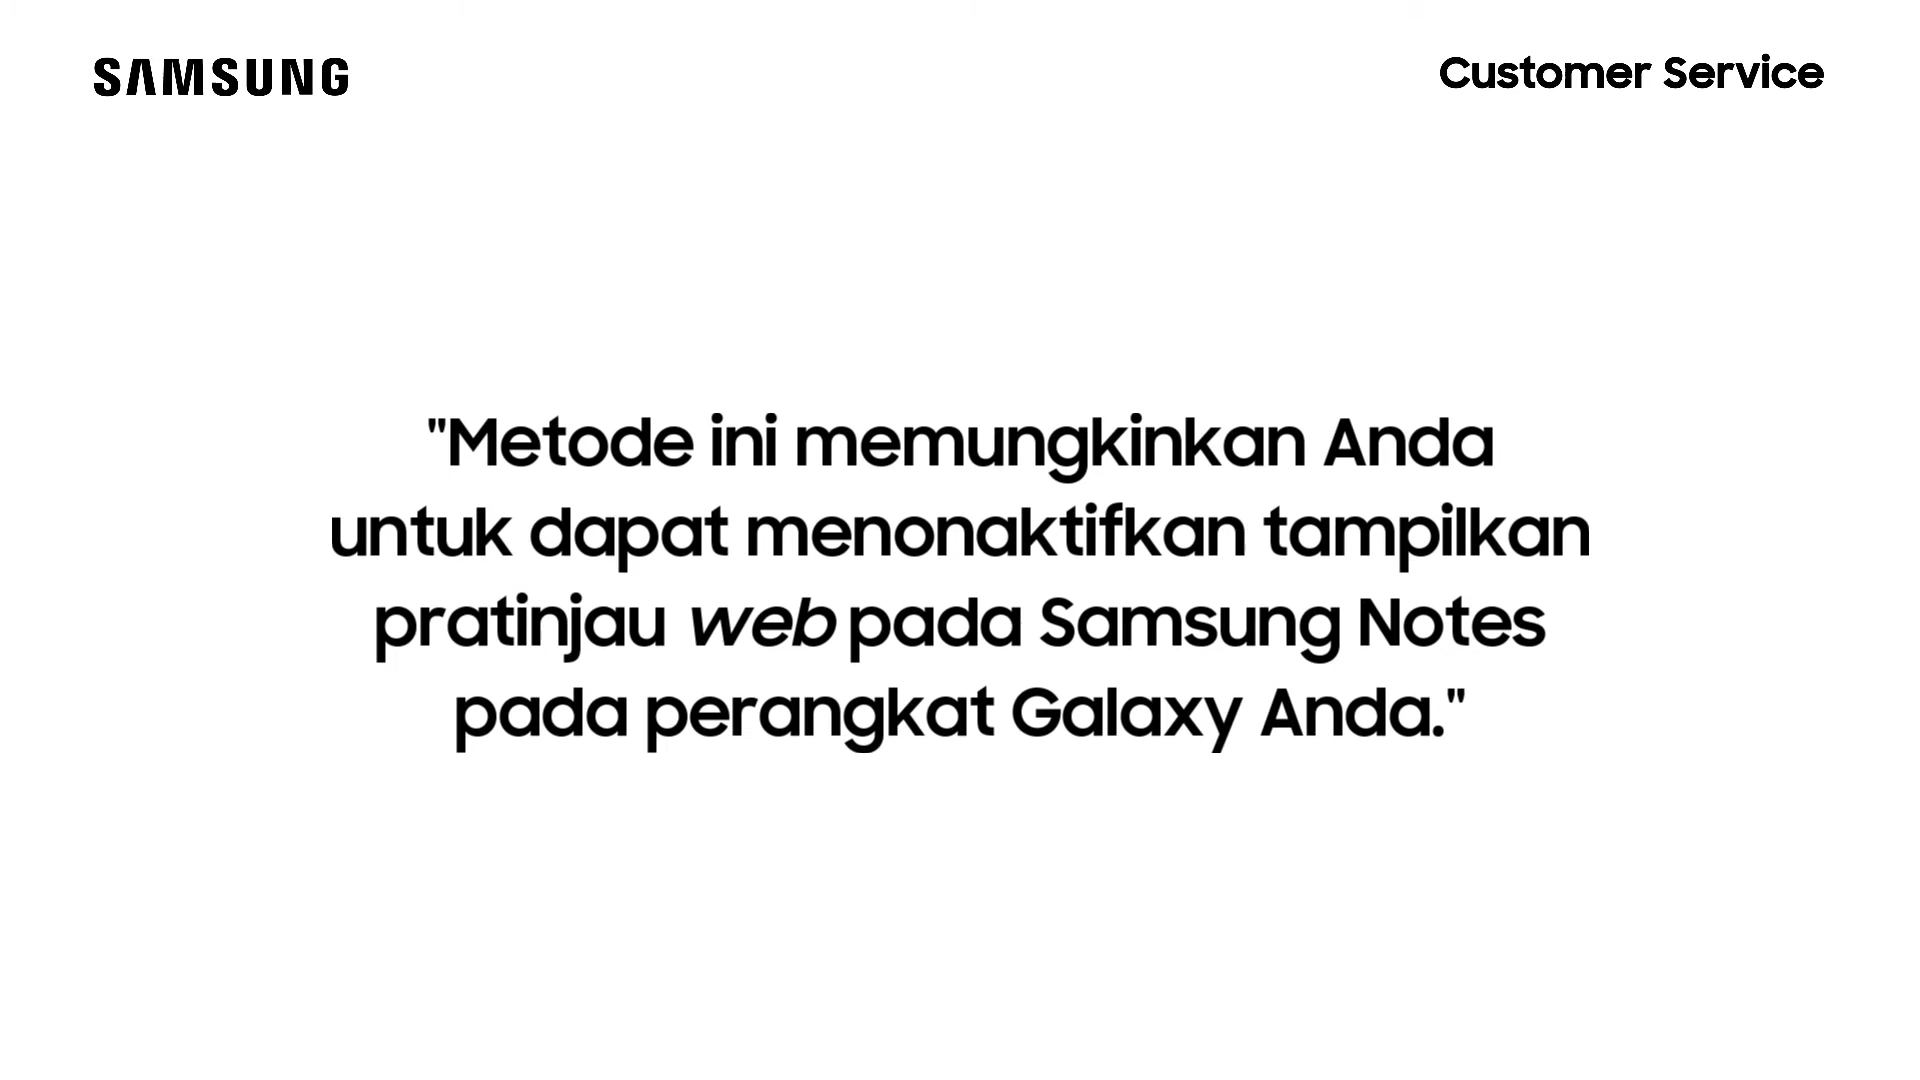 SAMSUNG
Customer Service
"Metode ini memungkinkan Anda
untuk dapat menonaktifkan tampilkan
pratinjau web pada Samsung Notes
pada perangkat Galaxy Anda."